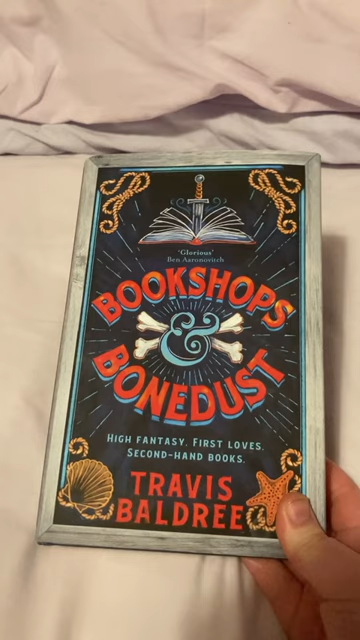 'Glorious'
Ben Aaronovitch
BOOKSHOPS
&
BONEDUST
HIGH FANTASY. FIRST LOVES.
SECOND-HAND BOOKS.
TRAVIS
BALDREE